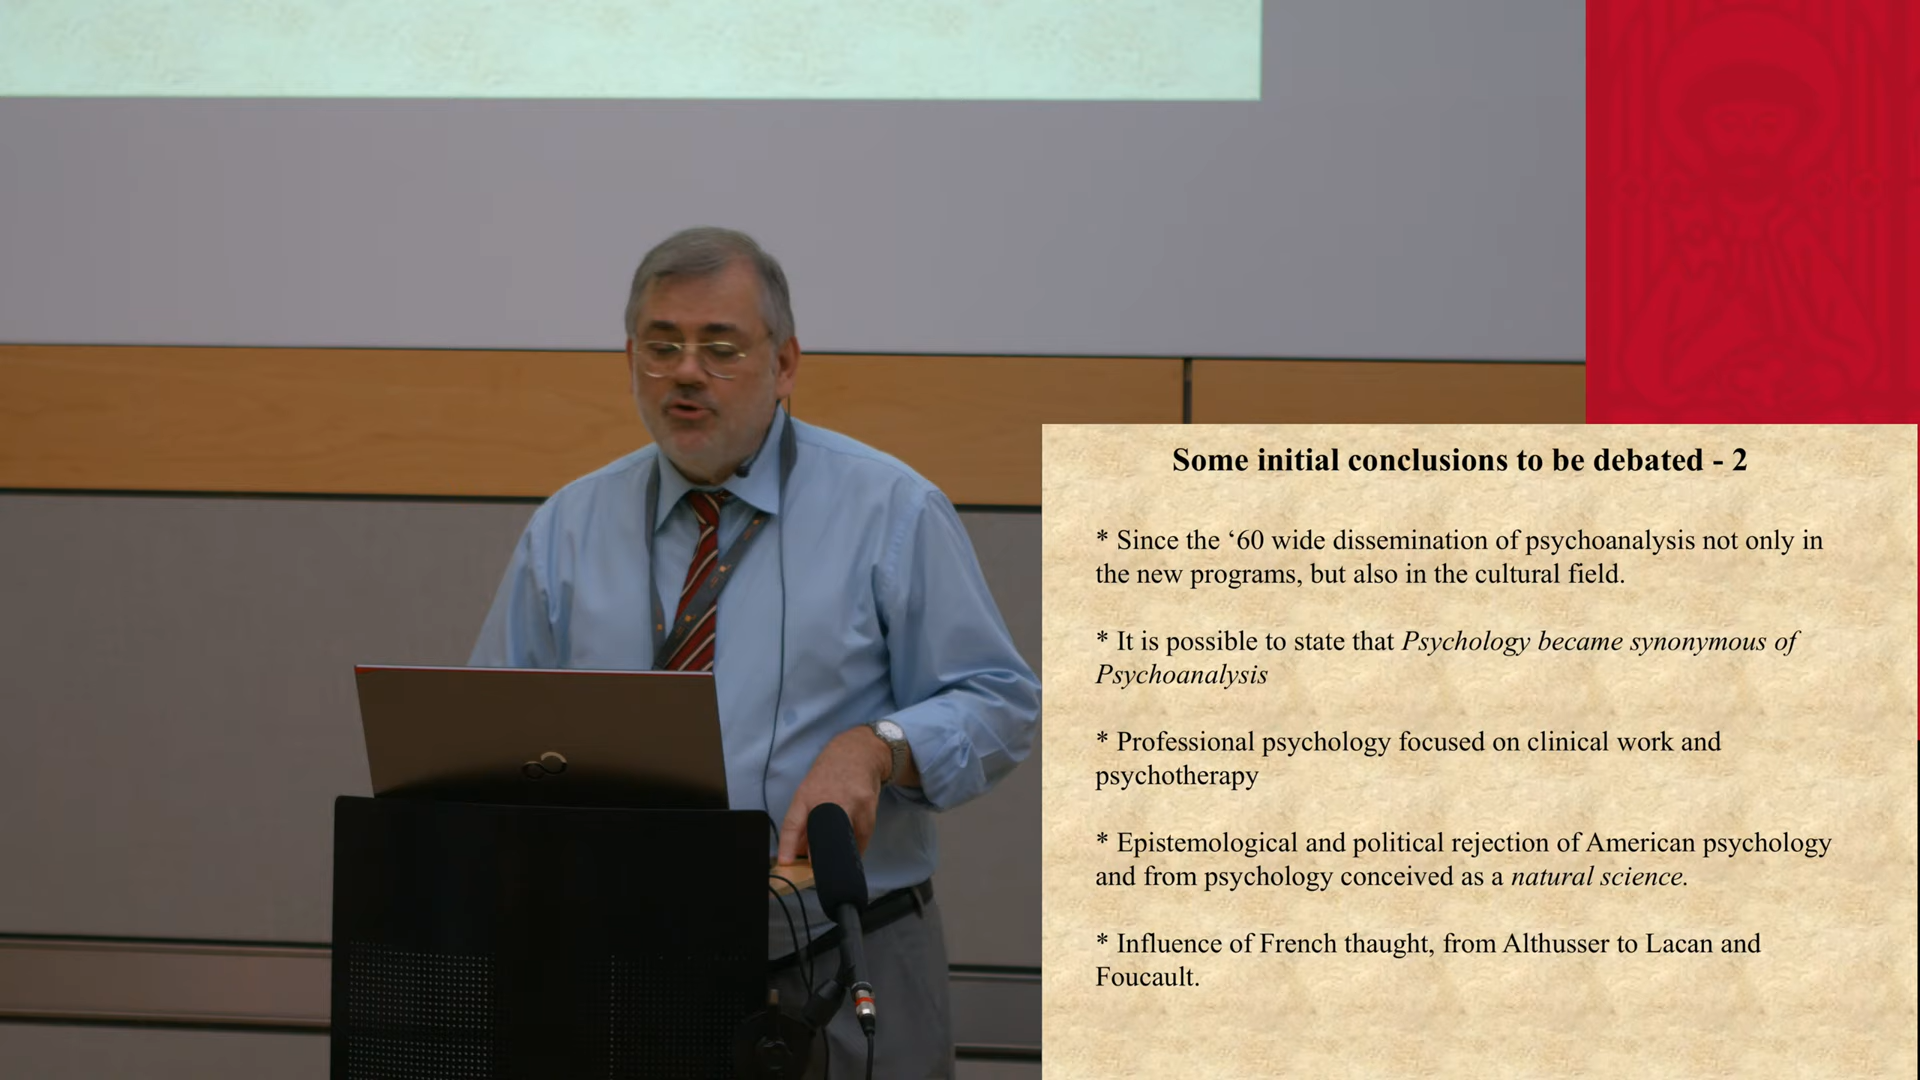 Some initial conclusions to be debated - 2
* Since the ‘60 wide dissemination of psychoanalysis not only in
the new programs, but also in the cultural field.
* It is possible to state that Psychology became synonymous of
Psychoanalysis
* Professional psychology focused on clinical work and
psychotherapy
* Epistemological and political rejection of American psychology
and from psychology conceived as a natural science.
* Influence of French thaught, from Althusser to Lacan and
Foucault.